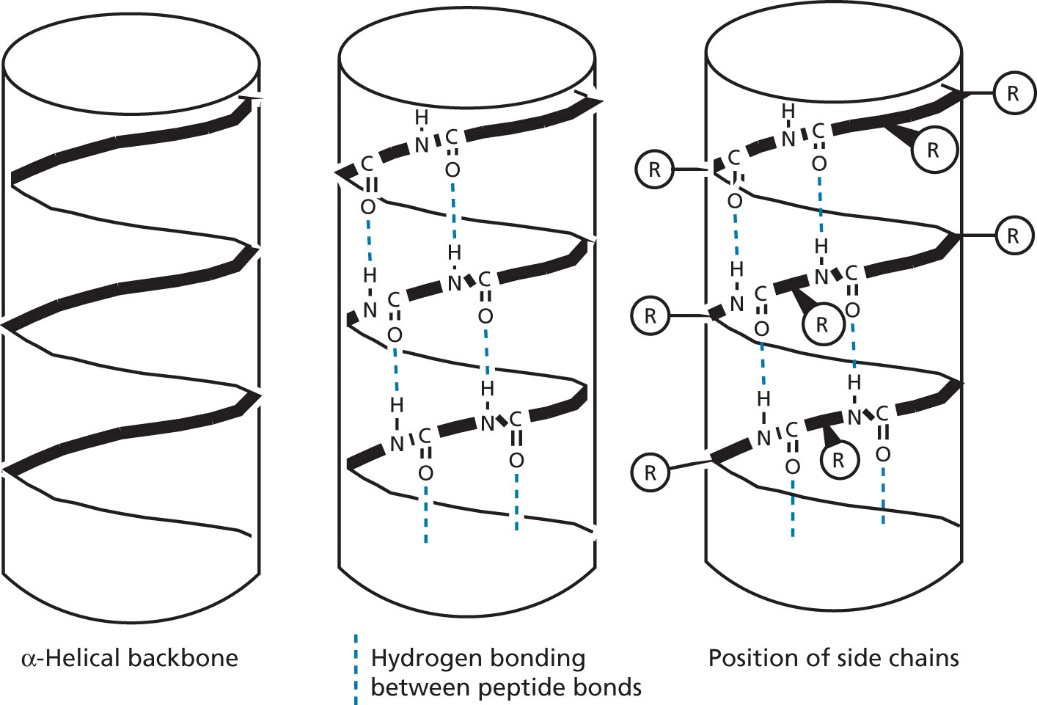 H
N C
C O
O
H
H
N C
N C
O
O
H
H
N C
N C
O
O
R
H
N C
R
C O
R
O
R
H
H
N C
N C
O
R
R
O
H
H
N C
N C
O
R
O
R
α-Helical backbone
Hydrogen bonding
between peptide bonds
Position of side chains